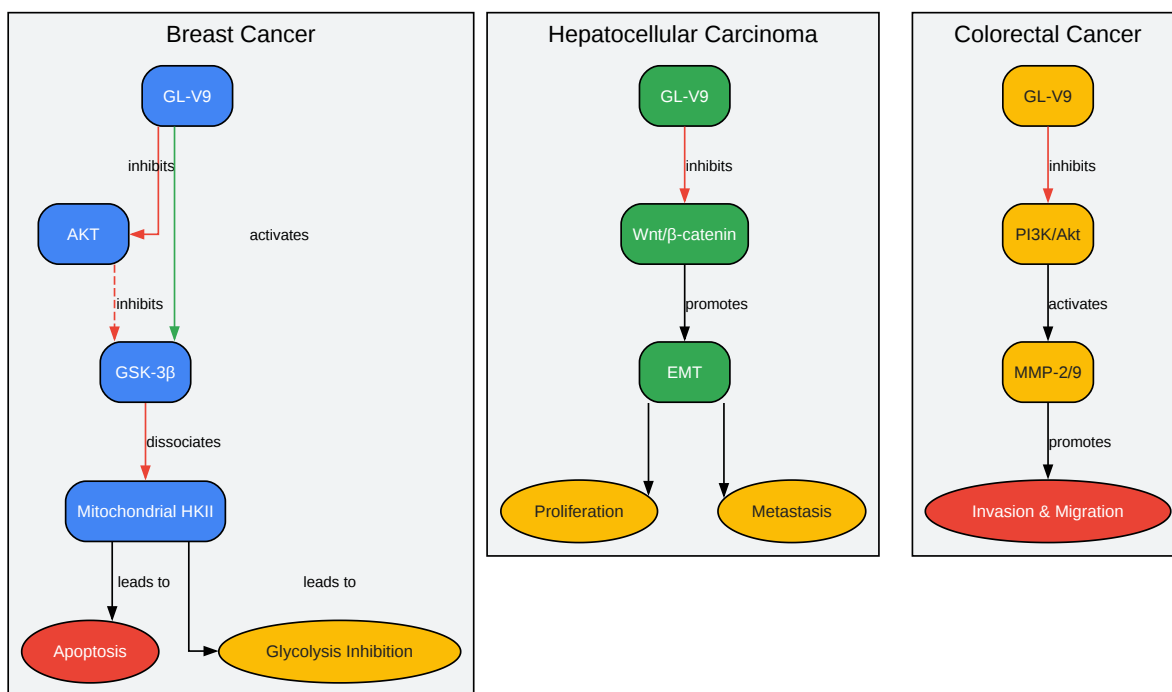 Breast Cancer
GL-V9
inhibits
AKT
activates
inhibits
GSK-3β
dissociates
Mitochondrial HKII
leads to
leads to
Apoptosis
Glycolysis Inhibition
Hepatocellular Carcinoma
GL-V9
inhibits
Wnt/β-catenin
promotes
EMT
Proliferation
Metastasis
Colorectal Cancer
GL-V9
inhibits
PI3K/Akt
activates
MMP-2/9
promotes
Invasion & Migration